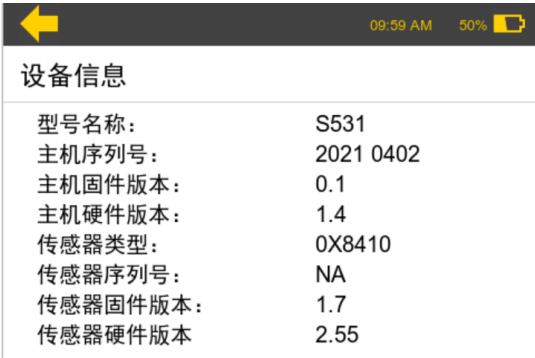 09:59 AM 50%
设备信息
型号名称： S531
主机序列号： 2021 0402
主机固件版本： 0.1
主机硬件版本： 1.4
传感器类型： 0X8410
传感器序列号： NA
传感器固件版本： 1.7
传感器硬件版本 2.55